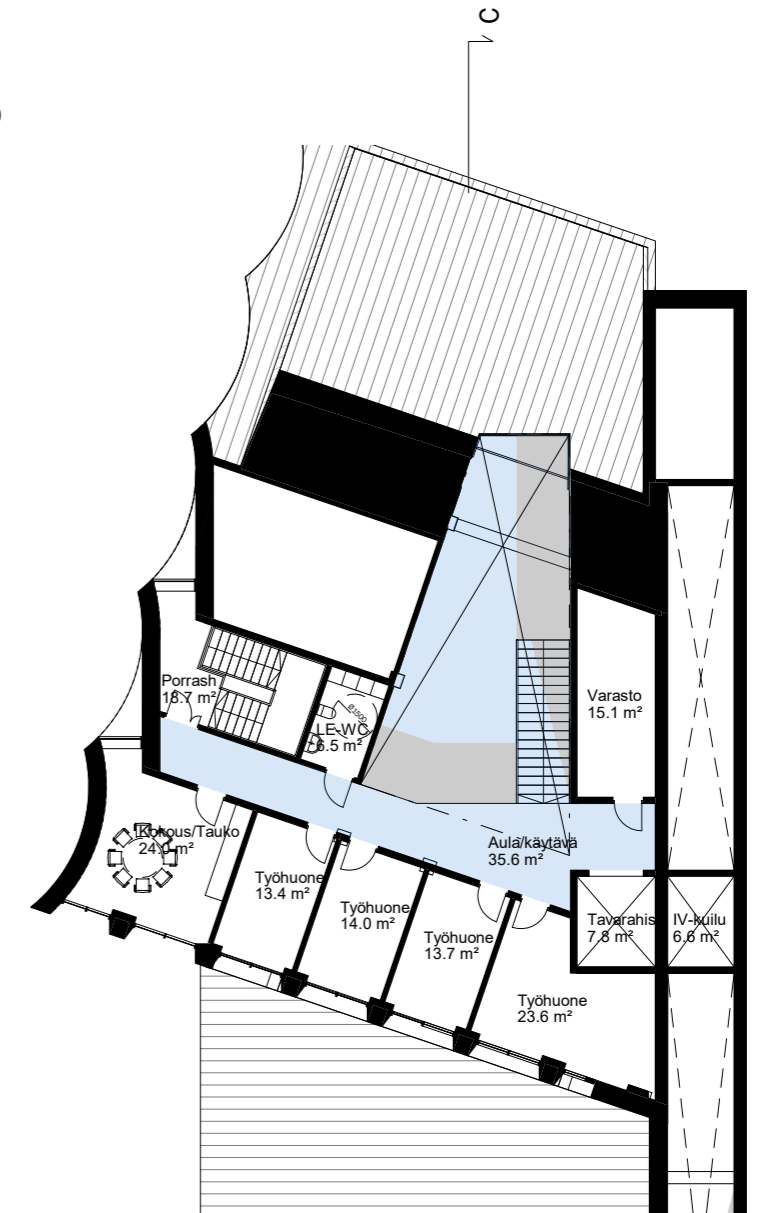 C
Porrash
18.7 m²
Ø1500
LE-WC
6.5 m²
Varasto
15.1 m²
Kokous/Tauko
m²
Aula/käytävä
35.6 m²
Työhuone
13.4 m²
Työhuone
14.0 m²
Työhuone
13.7 m²
Tavarahis
7.8 m²
IV-kuilu
6.6 m²
Työhuone
23.6 m²